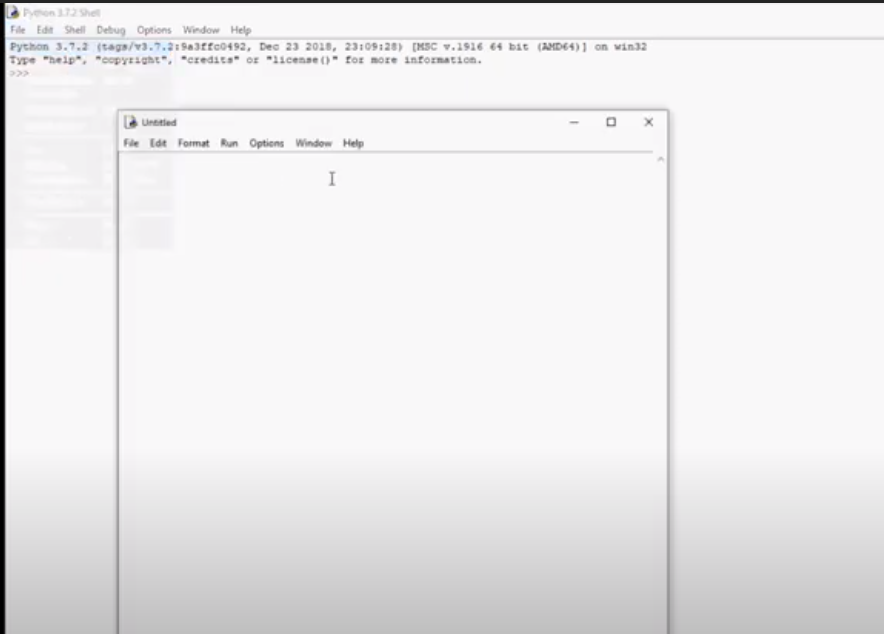 Python 3.7.2 Shell
File Edit Shell Debug Options Window Help
Python 3.7.2 (tags/v3.7.2:9a3ffc0492, Dec 23 2018, 23:09:28) [MSC v.1916 64 bit (AMD64)] on win32
Type "help", "copyright", "credits" or "license()" for more information.
>>>
Untitled
File Edit Format Run Options Window Help